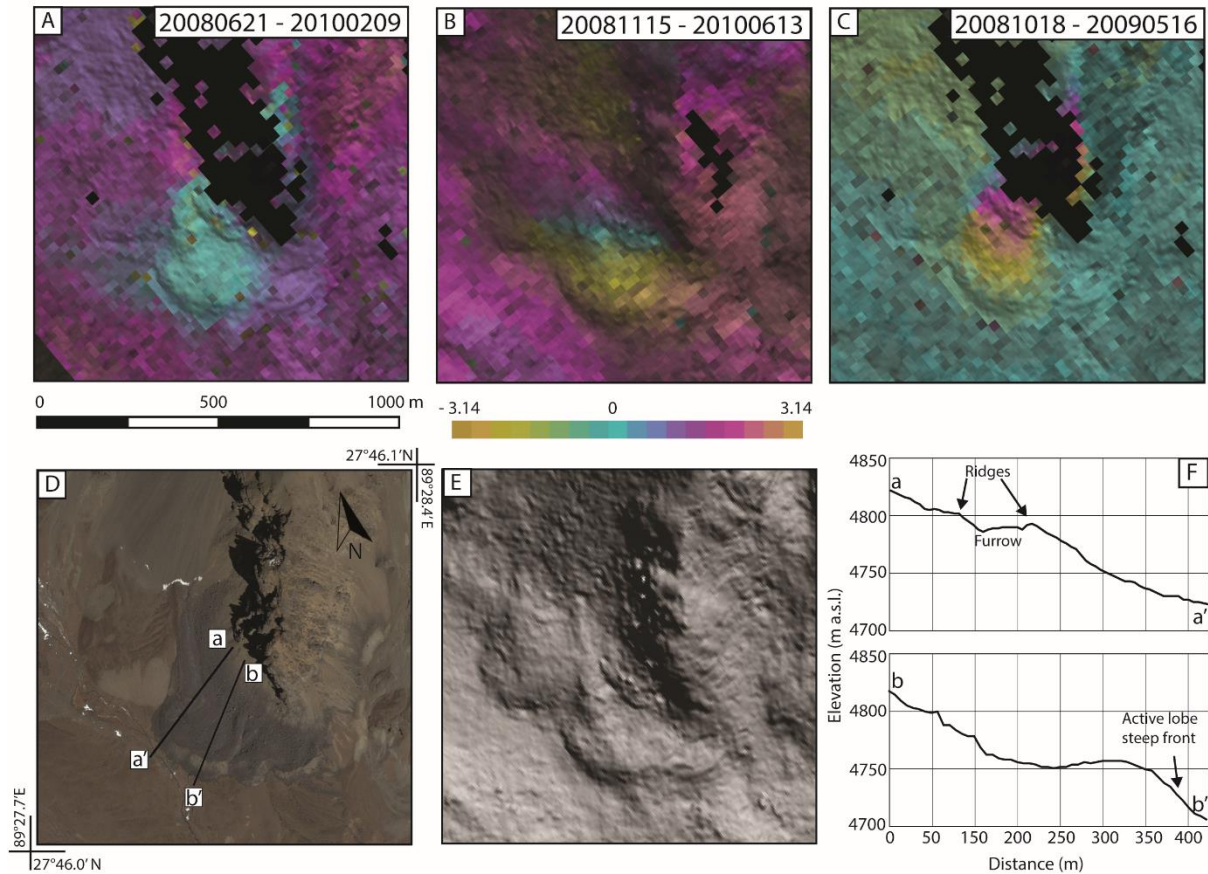 A
20080621 - 20100209
B
20081115 - 20100613
C
20081018 - 20090516
0 500 1000 m
- 3.14 0 3.14
D
27°46.1'N
89°28.4'E
N
a
b
a'
b'
89°27.7'E
27°46.0'N
E
F
4850
a
Ridges
4800
Furrow
4750
4700
a'
4850
b
4800
Active lobe
steep front
4750
4700
b'
Elevation (m a.s.l.)
0 50 100 150 200 250 300 350 400
Distance (m)